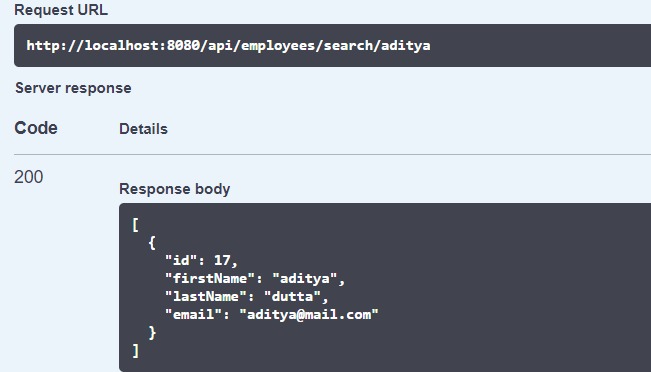 Request URL
http://localhost:8080/api/employees/search/aditya
Server response
Code Details
200
Response body
[
  {
    "id": 17,
    "firstName": "aditya",
    "lastName": "dutta",
    "email": "aditya@mail.com"
  }
]